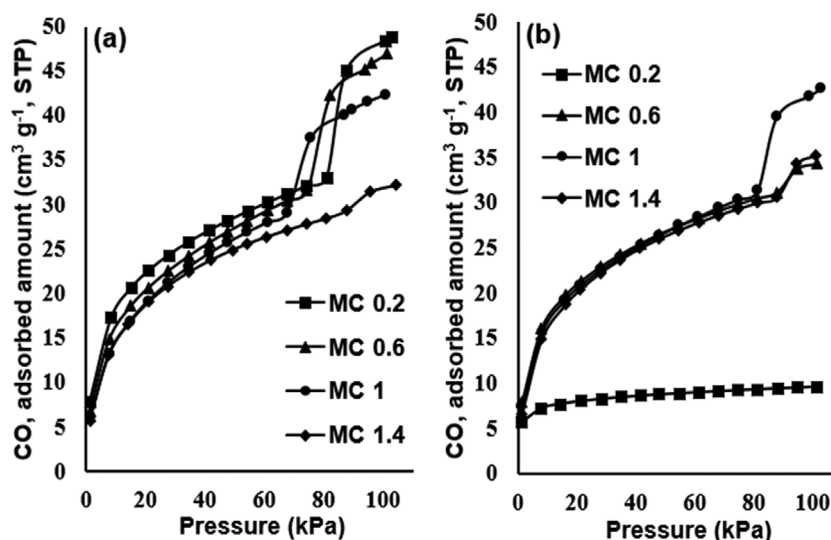 (a)
CO, adsorbed amount (cm³ g⁻¹, STP)
50
45
40
35
30
25
20
15
10
5
0
MC 0.2
MC 0.6
MC 1
MC 1.4
0 20 40 60 80 100
Pressure (kPa)
(b)
CO, adsorbed amount (cm³ g⁻¹, STP)
50
45
40
35
30
25
20
15
10
5
0
MC 0.2
MC 0.6
MC 1
MC 1.4
0 20 40 60 80 100
Pressure (kPa)